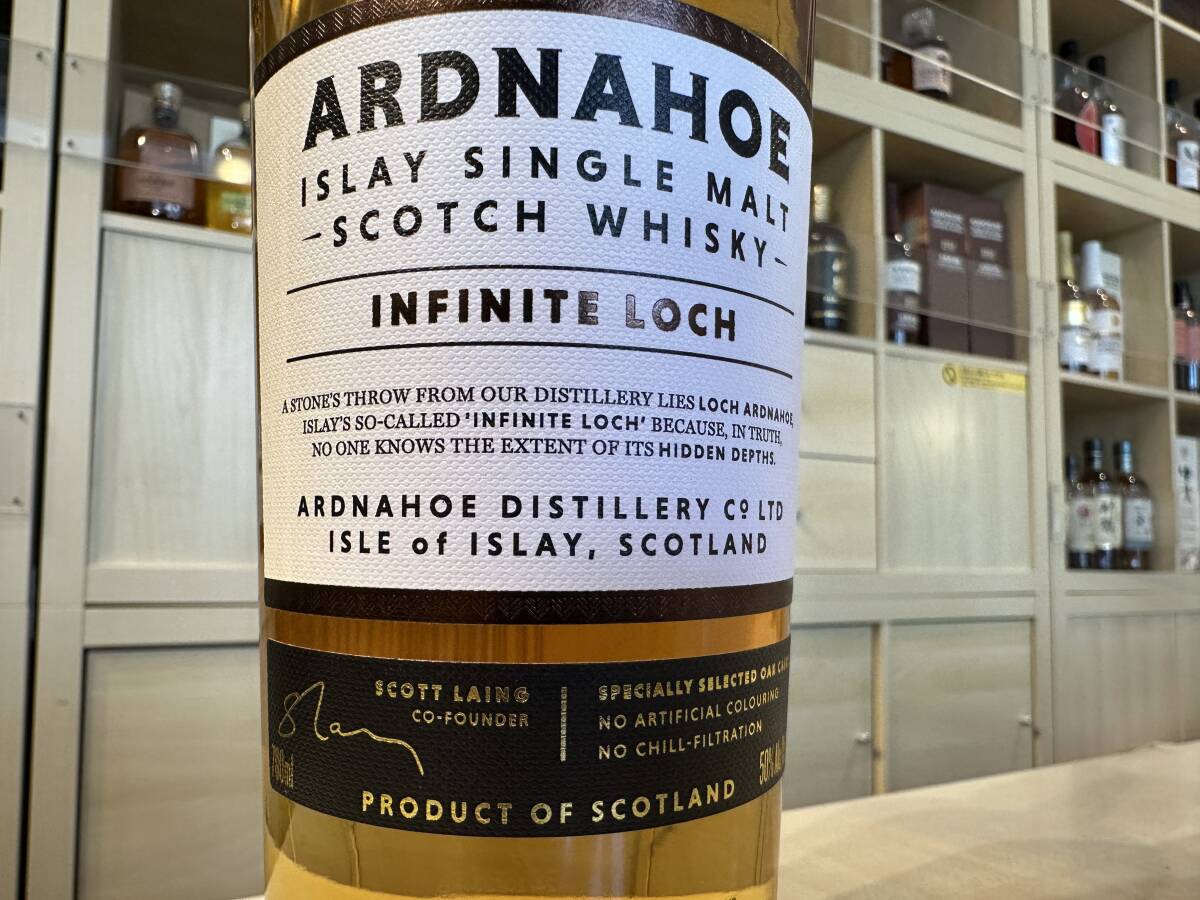 ARDNAHOE
ISLAY SINGLE MALT
–SCOTCH WHISKY–
INFINITE LOCH
A STONE'S THROW FROM OUR DISTILLERY LIES LOCH ARDNAHOE,
ISLAY'S SO-CALLED 'INFINITE LOCH' BECAUSE, IN TRUTH,
NO ONE KNOWS THE EXTENT OF ITS HIDDEN DEPTHS.
ARDNAHOE DISTILLERY Cº LTD
ISLE of ISLAY, SCOTLAND
SCOTT LAING
CO-FOUNDER
SPECIALLY SELECTED OAK
NO ARTIFICIAL COLOURING
NO CHILL-FILTRATION
700ml
50%
PRODUCT OF SCOTLAND